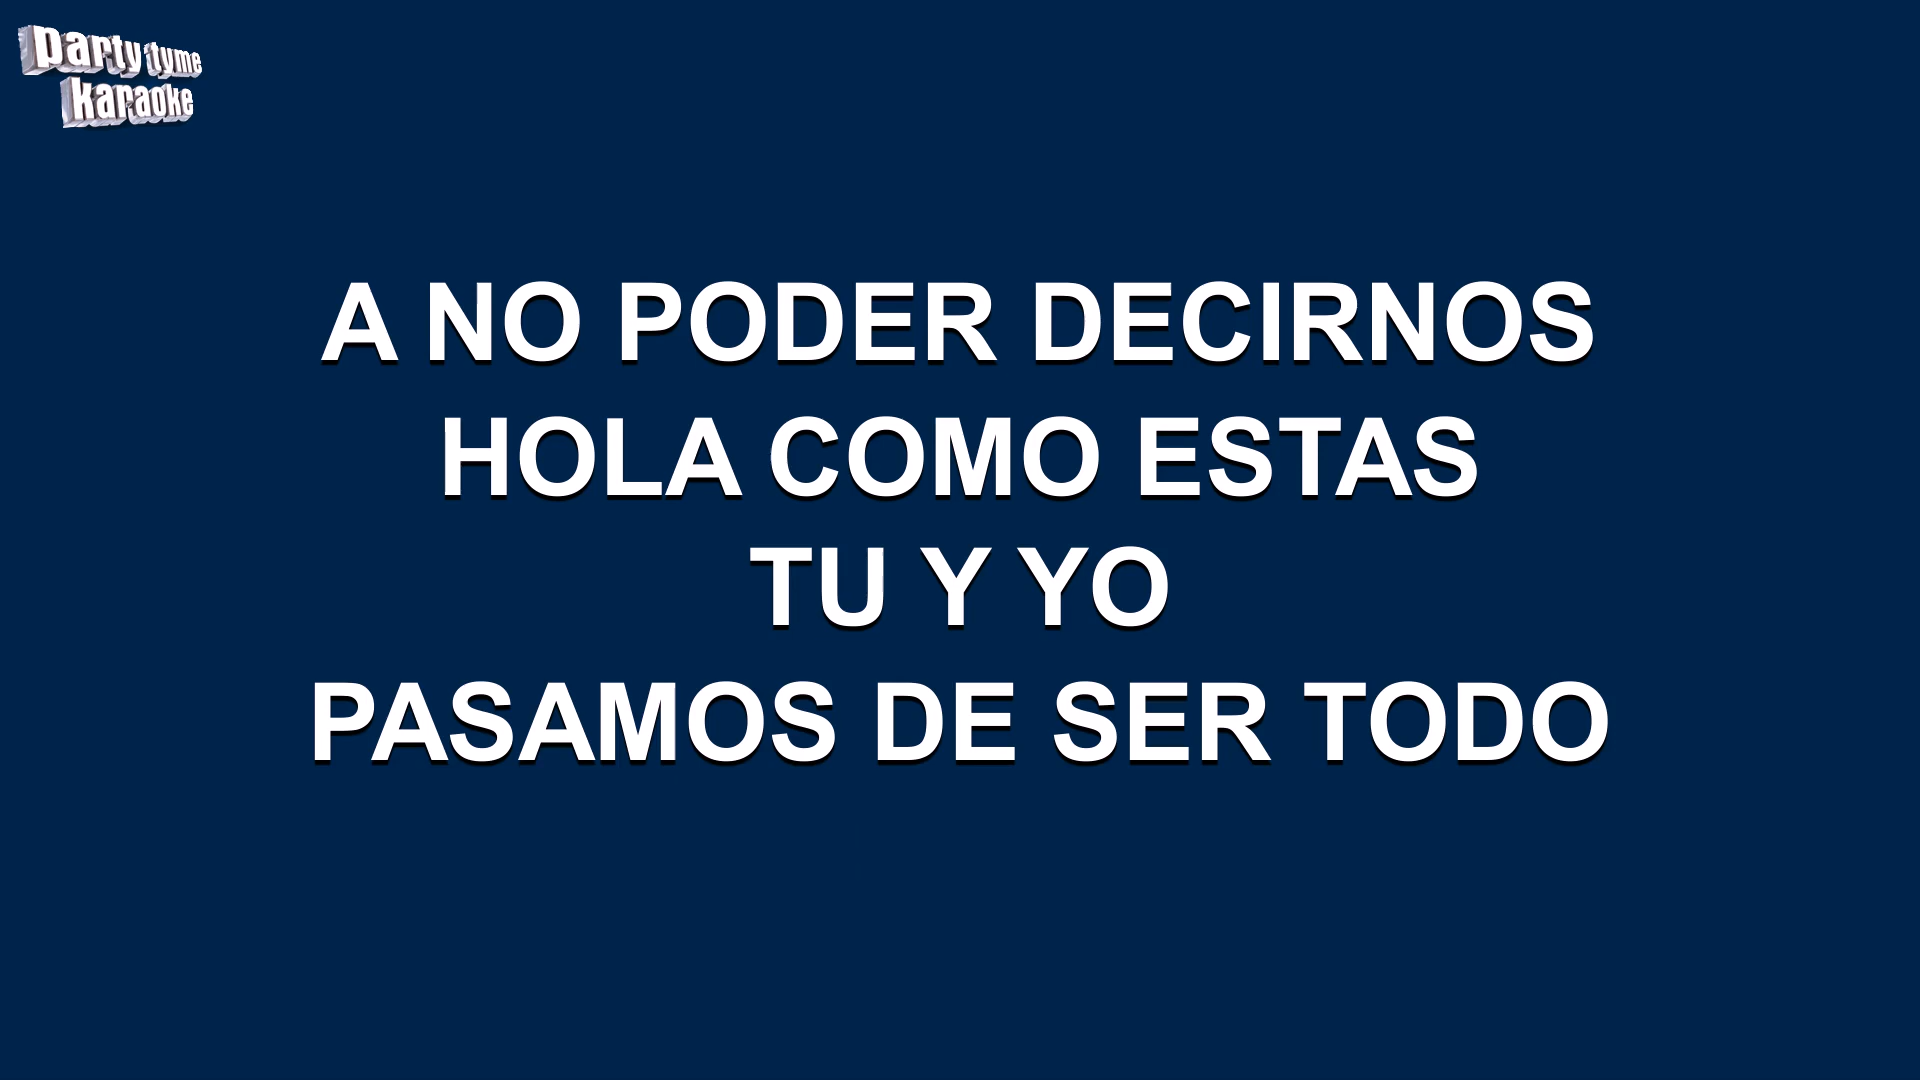 party tyme
karaoke
A NO PODER DECIRNOS
HOLA COMO ESTAS
TU Y YO
PASAMOS DE SER TODO